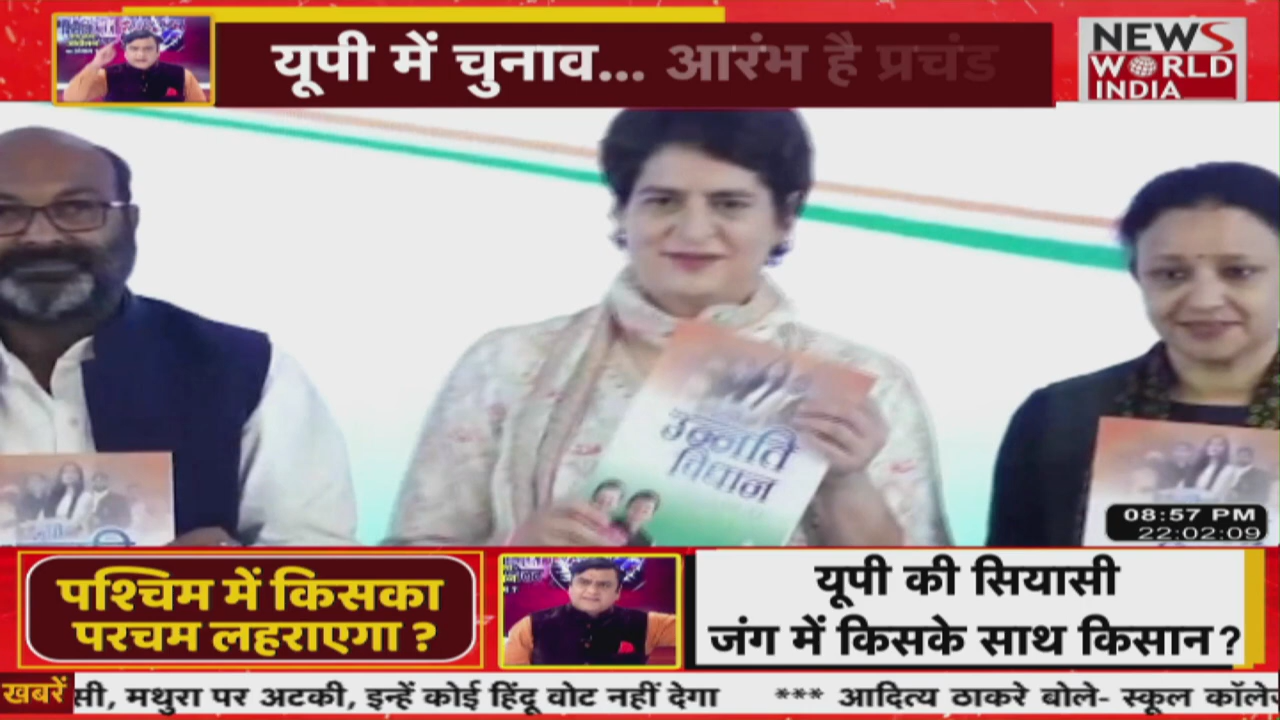 यूपी में चुनाव... आरंभ है प्रचंड
NEWS
WORLD
INDIA
उन्नति
विधान
08:57 PM
22:02:09
पश्चिम में किसका
परचम लहराएगा ?
यूपी की सियासी
जंग में किसके साथ किसान?
खबरें
सी, मथुरा पर अटकी, इन्हें कोई हिंदू वोट नहीं देगा *** आदित्य ठाकरे बोले- स्कूल कॉलेज